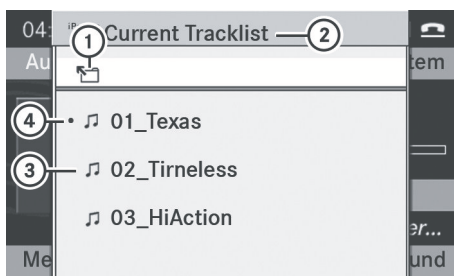 04:
Current Tracklist
1
2
Au
tem
4
01_Texas
3
02_Tirneless
03_HiAction
er...
Me
und